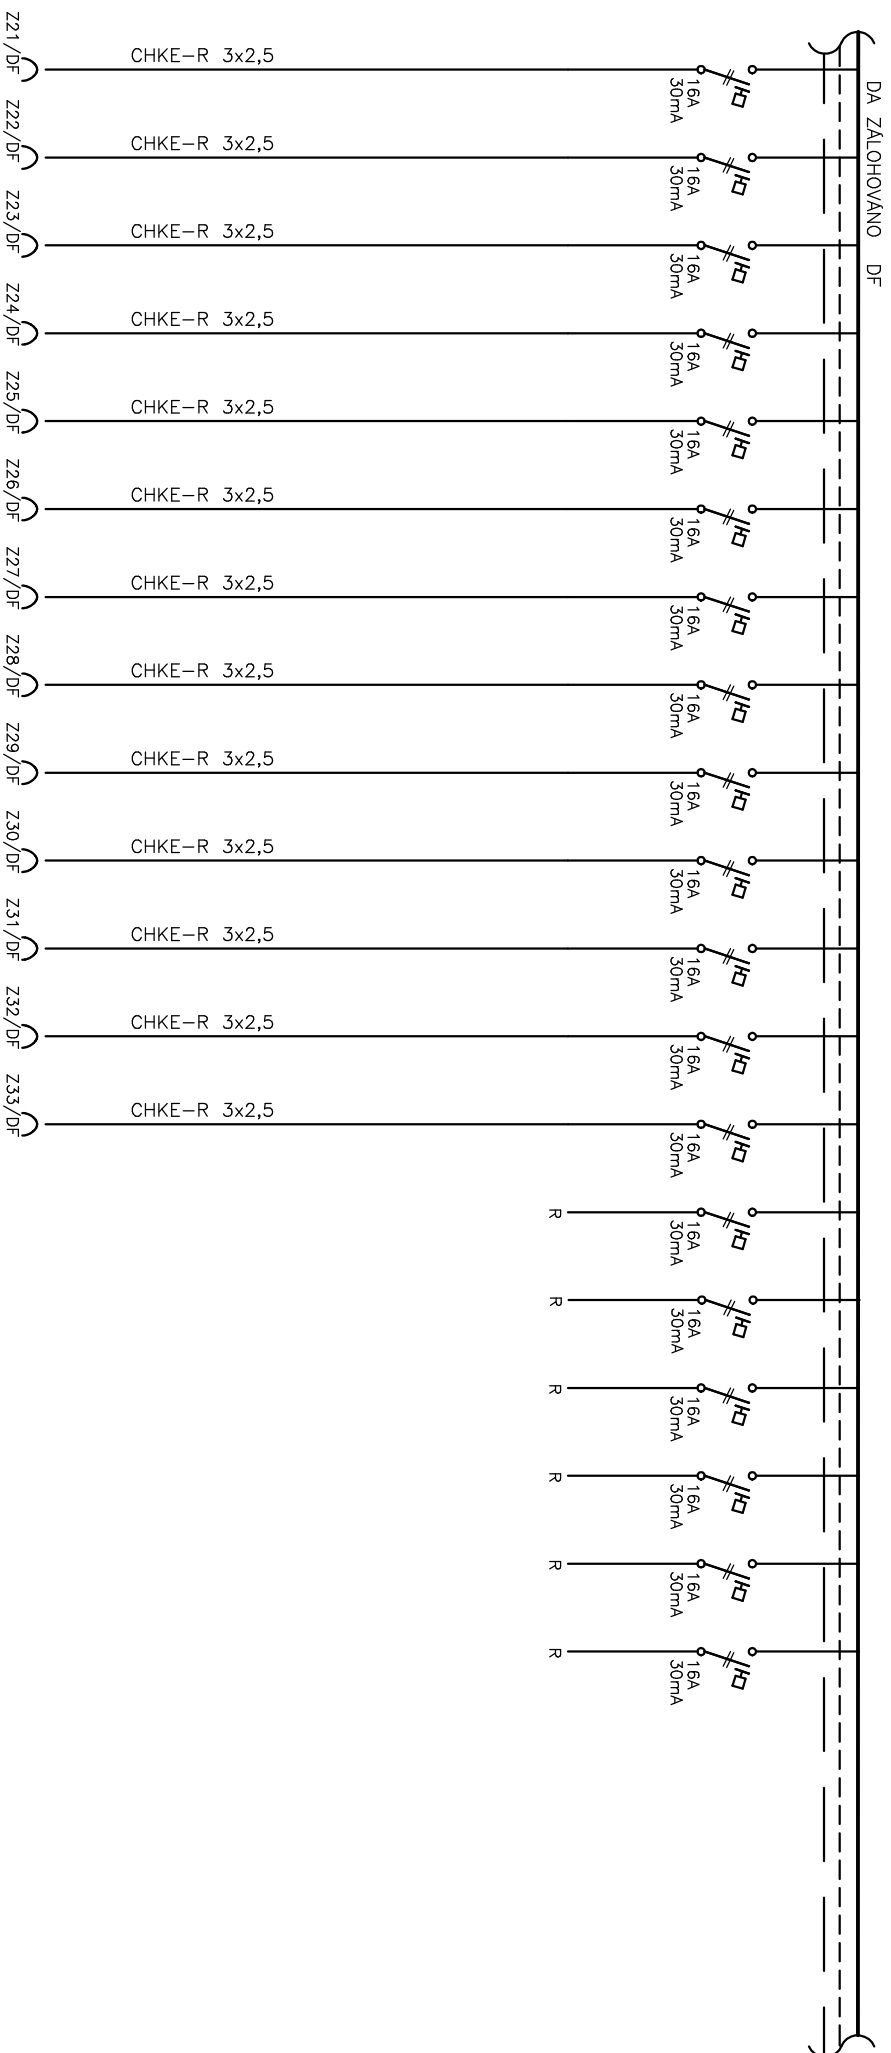 DA ZÁLOHOVÁNO DF
Z21/DF
CHKE-R 3x2,5
16A
30mA
Z22/DF
CHKE-R 3x2,5
16A
30mA
Z23/DF
CHKE-R 3x2,5
16A
30mA
Z24/DF
CHKE-R 3x2,5
16A
30mA
Z25/DF
CHKE-R 3x2,5
16A
30mA
Z26/DF
CHKE-R 3x2,5
16A
30mA
Z27/DF
CHKE-R 3x2,5
16A
30mA
Z28/DF
CHKE-R 3x2,5
16A
30mA
Z29/DF
CHKE-R 3x2,5
16A
30mA
Z30/DF
CHKE-R 3x2,5
16A
30mA
Z31/DF
CHKE-R 3x2,5
16A
30mA
Z32/DF
CHKE-R 3x2,5
16A
30mA
Z33/DF
CHKE-R 3x2,5
16A
30mA
R
16A
30mA
R
16A
30mA
R
16A
30mA
R
16A
30mA
R
16A
30mA
R
16A
30mA